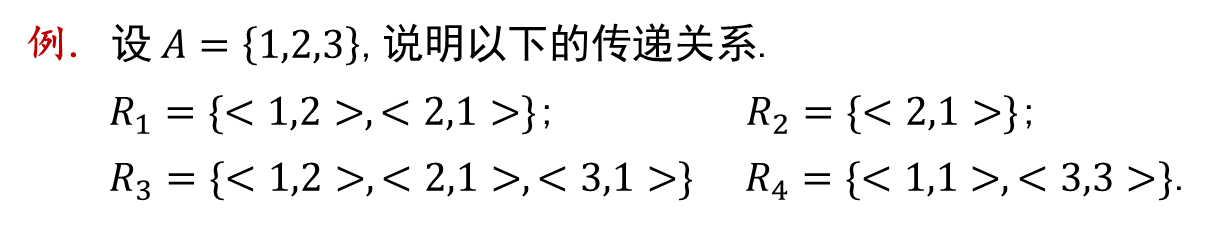 例. 设 A = {1,2,3}, 说明以下的传递关系.
R₁ = {< 1,2 >,< 2,1 >}; R₂ = {< 2,1 >};
R₃ = {< 1,2 >,< 2,1 >,< 3,1 >} R₄ = {< 1,1 >,< 3,3 >}.